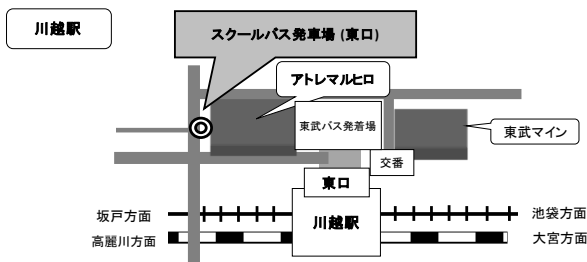 川越駅
スクールバス発車場 (東口)
アトレマルヒロ
東武バス発着場
東武マイン
交番
東口
川越駅
坂戸方面
池袋方面
高麗川方面
大宮方面